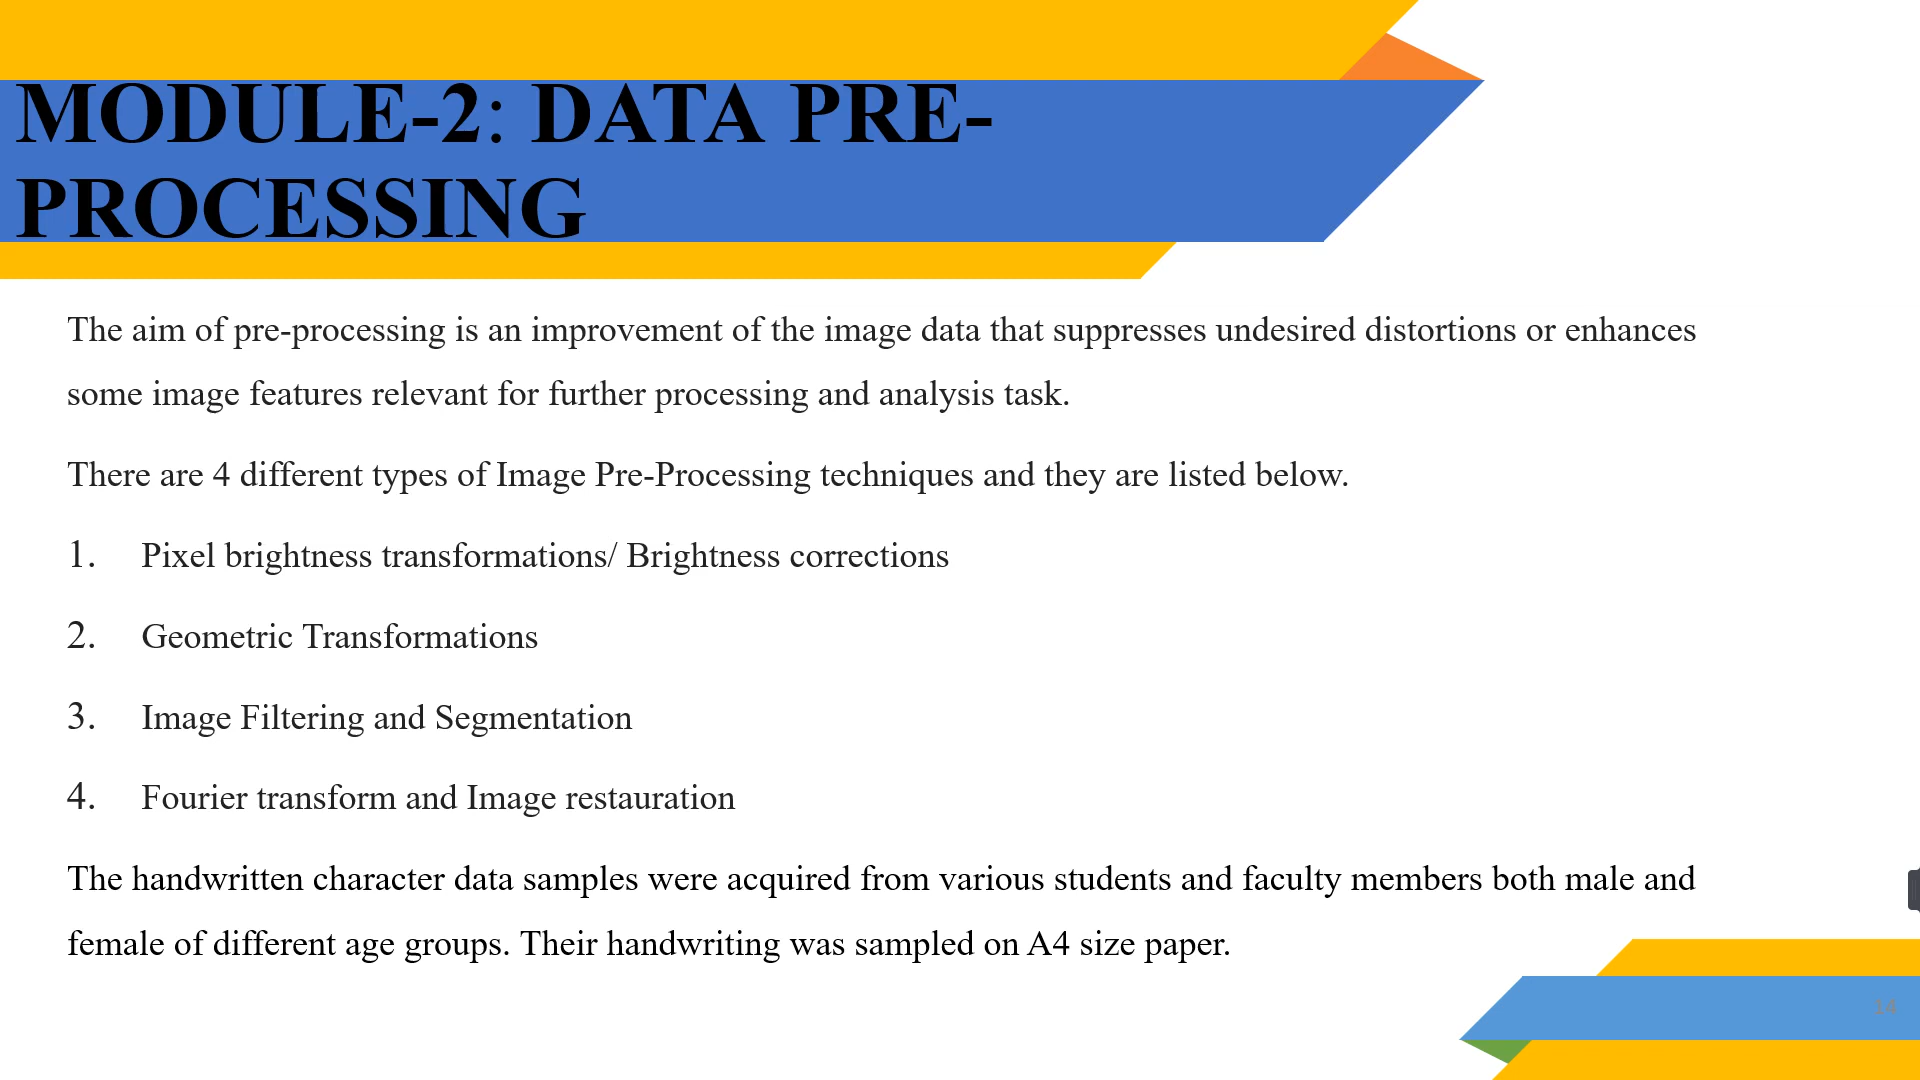 MODULE-2: DATA PRE-
PROCESSING
The aim of pre-processing is an improvement of the image data that suppresses undesired distortions or enhances
some image features relevant for further processing and analysis task.
There are 4 different types of Image Pre-Processing techniques and they are listed below.
1. Pixel brightness transformations/ Brightness corrections
2. Geometric Transformations
3. Image Filtering and Segmentation
4. Fourier transform and Image restauration
The handwritten character data samples were acquired from various students and faculty members both male and
female of different age groups. Their handwriting was sampled on A4 size paper.
14